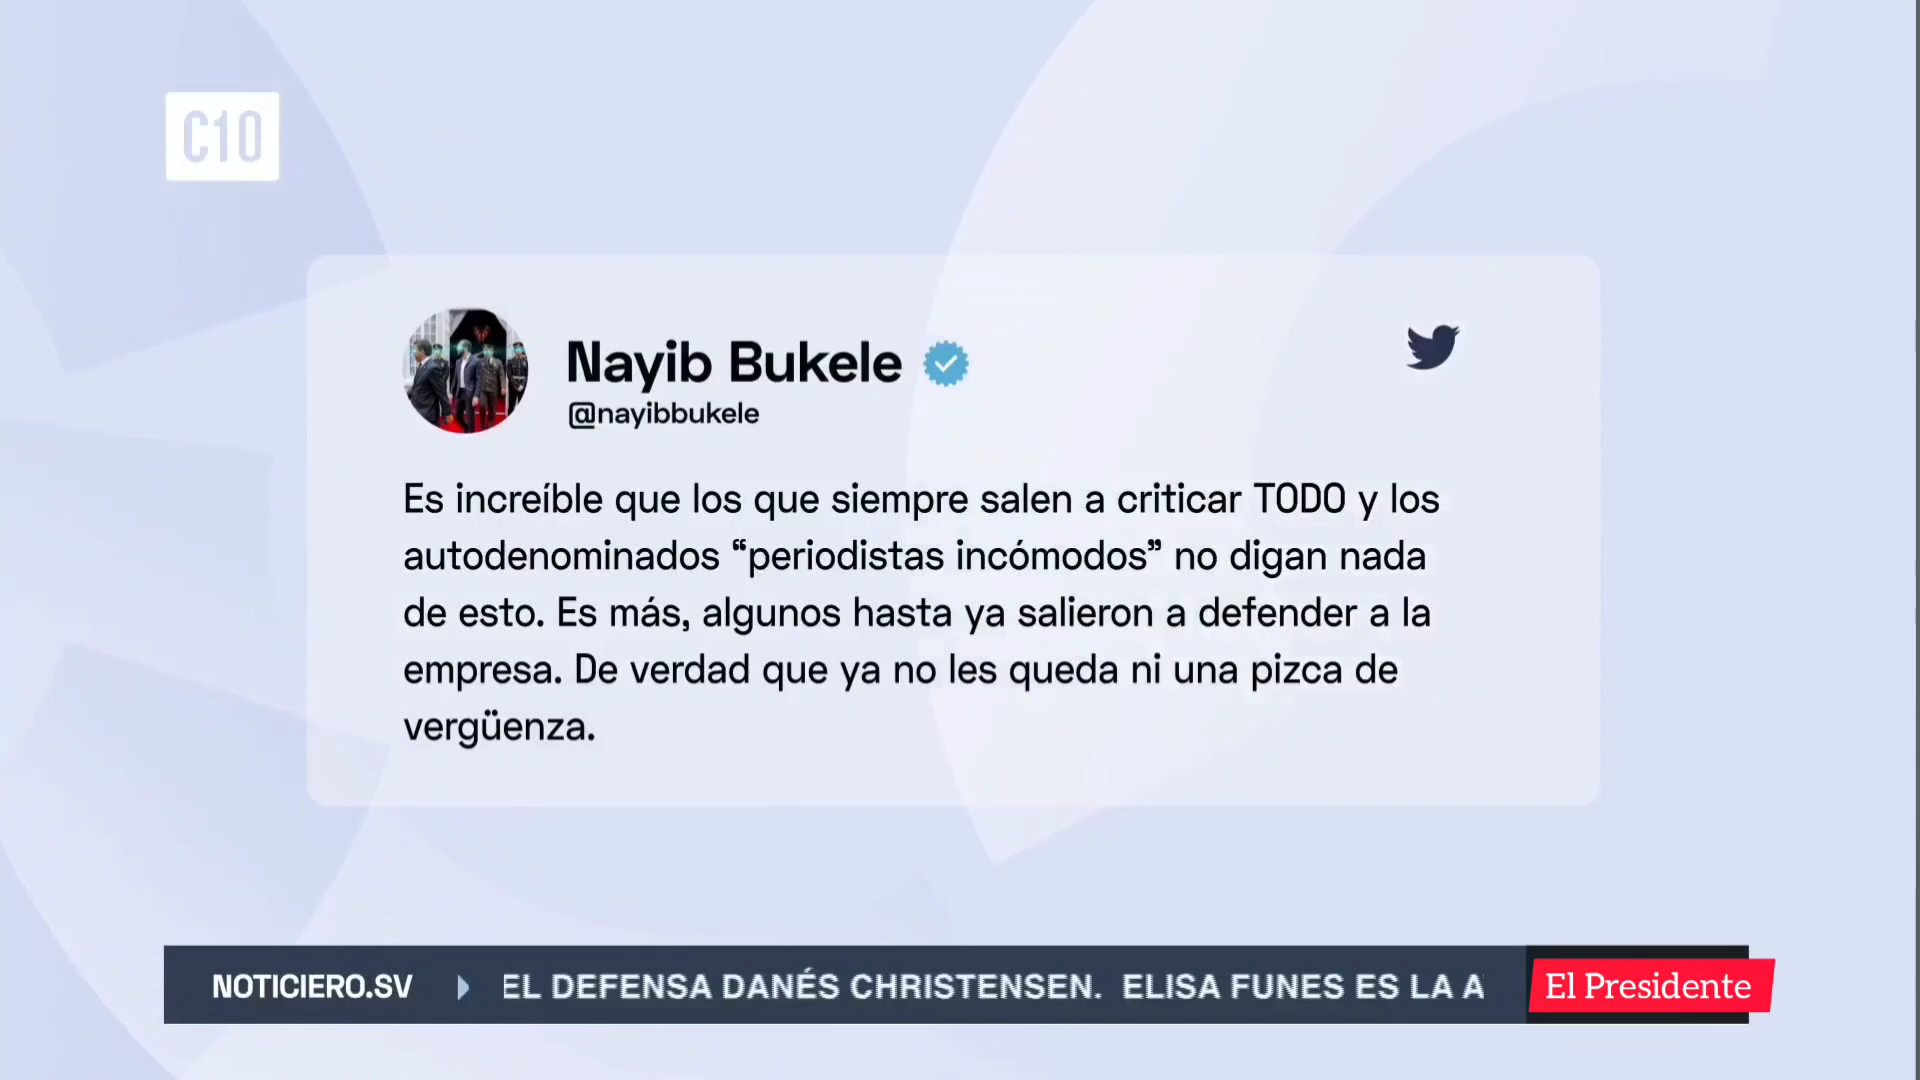 C10
Nayib Bukele
@nayibbukele
Es increíble que los que siempre salen a criticar TODO y los
autodenominados “periodistas incómodos” no digan nada
de esto. Es más, algunos hasta ya salieron a defender a la
empresa. De verdad que ya no les queda ni una pizca de
vergüenza.
NOTICIERO.SV EL DEFENSA DANÉS CHRISTENSEN. ELISA FUNES ES LA A El Presidente